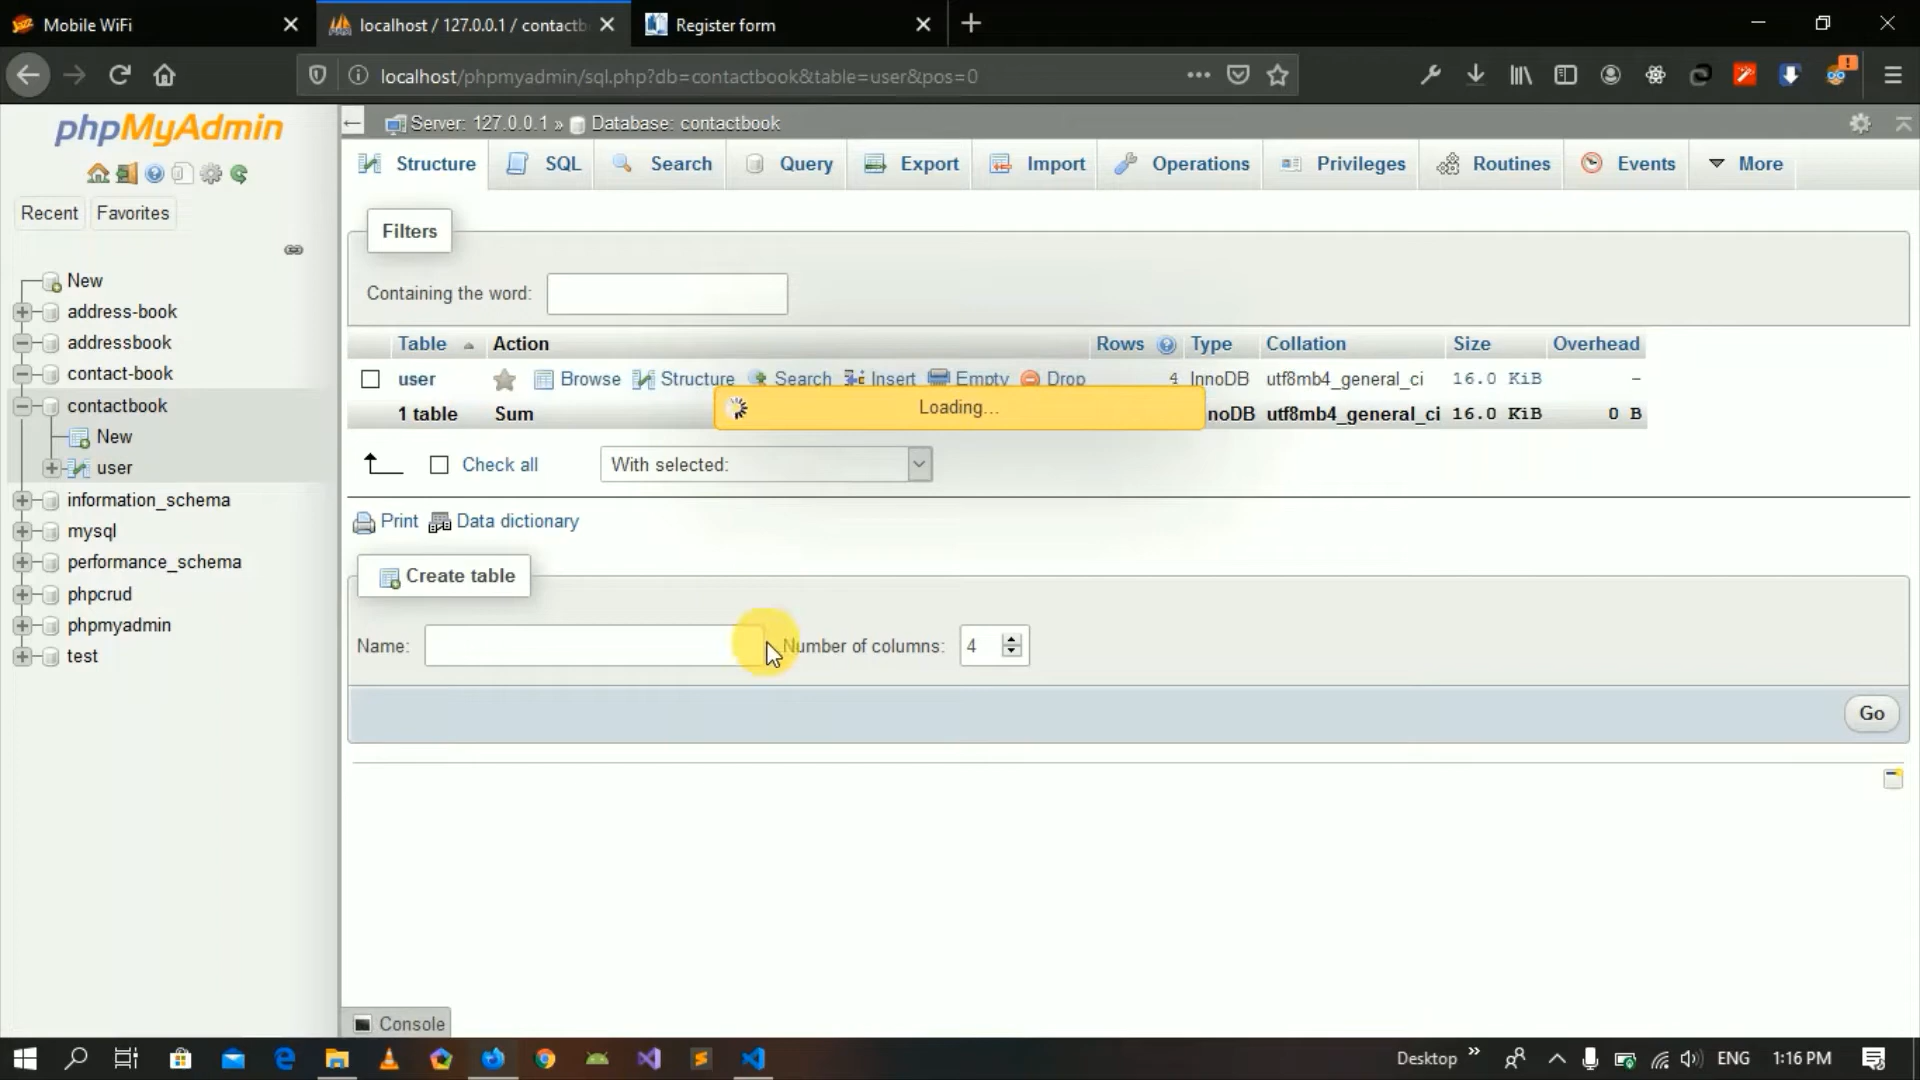 Mobile WiFi
localhost / 127.0.0.1 / contactb
Register form
localhost/phpmyadmin/sql.php?db=contactbook&table=user&pos=0
phpMyAdmin
Server: 127.0.0.1 » Database: contactbook
Structure SQL Search Query Export Import Operations Privileges Routines Events More
Recent Favorites
New
address-book
addressbook
contact-book
contactbook
New
user
information_schema
mysql
performance_schema
phpcrud
phpmyadmin
test
Filters
Containing the word:
Table Action Rows Type Collation Size Overhead
user Browse Structure Search Insert Empty Drop 4 InnoDB utf8mb4_general_ci 16.0 KiB -
Loading...
1 table Sum utf8mb4_general_ci 16.0 KiB 0 B
Check all With selected:
Print Data dictionary
Create table
Name: Number of columns: 4
Go
Console
Desktop » ENG 1:16 PM